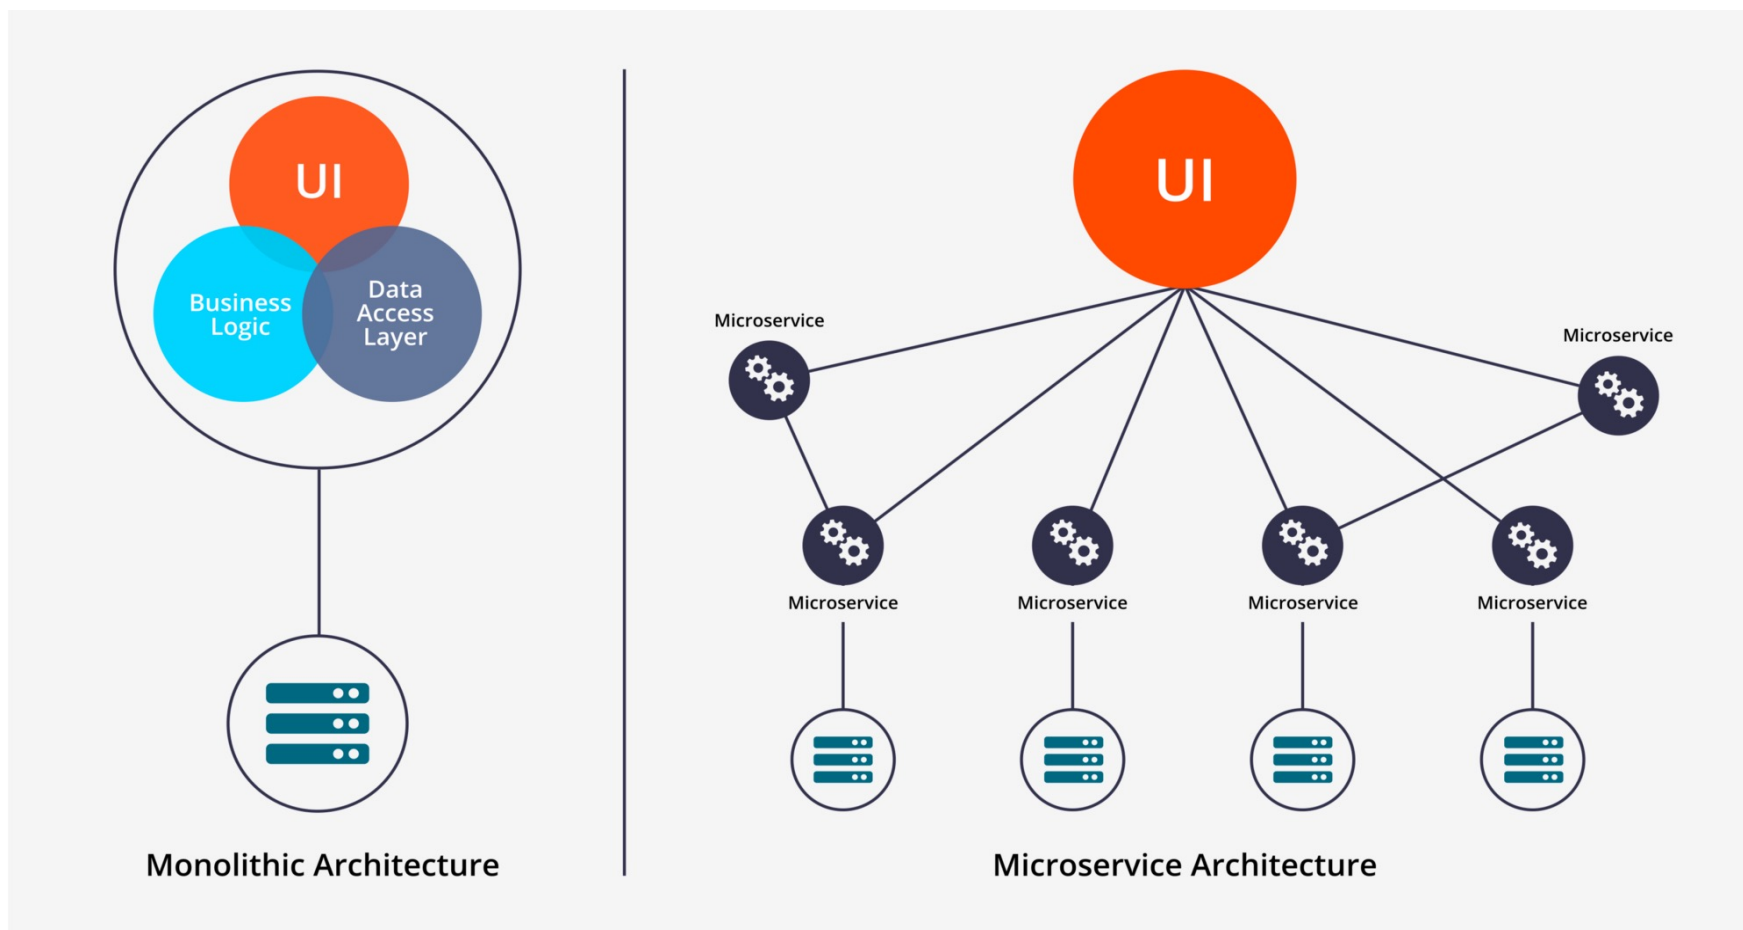 UI
Business
Logic
Data
Access
Layer
Monolithic Architecture
UI
Microservice
Microservice
Microservice
Microservice
Microservice
Microservice
Microservice Architecture